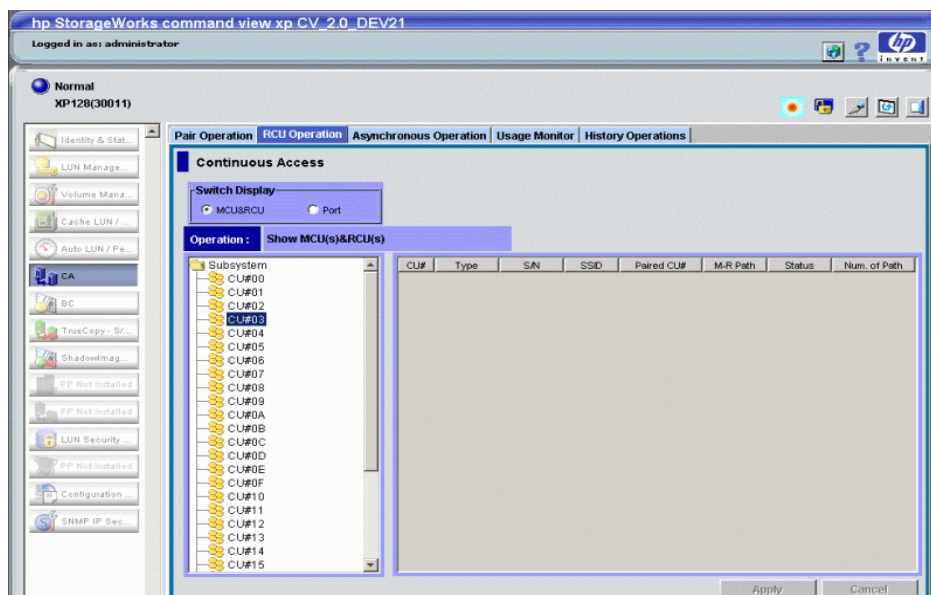 hp StorageWorks command view xp CV_2.0_DEV21
Logged in as: administrator
hp
invent
Normal
XP128(30011)
Identity & Stat...
LUN Manage...
Volume Mana...
Cache LUN / ...
Auto LUN / Pe...
CA
BC
TrueCopy - S/...
ShadowImag...
PP Not Installed
PP Not Installed
LUN Security ...
PP Not Installed
Configuration ...
SNMP IP Sec...
Pair Operation RCU Operation Asynchronous Operation Usage Monitor History Operations
Continuous Access
Switch Display
MCU&RCU Port
Operation : Show MCU(s)&RCU(s)
Subsystem
CU#00
CU#01
CU#02
CU#03
CU#04
CU#05
CU#06
CU#07
CU#08
CU#09
CU#0A
CU#0B
CU#0C
CU#0D
CU#0E
CU#0F
CU#10
CU#11
CU#12
CU#13
CU#14
CU#15
CU# Type S/N SSID Paired CU# M-R Path Status Num. of Path
Apply Cancel